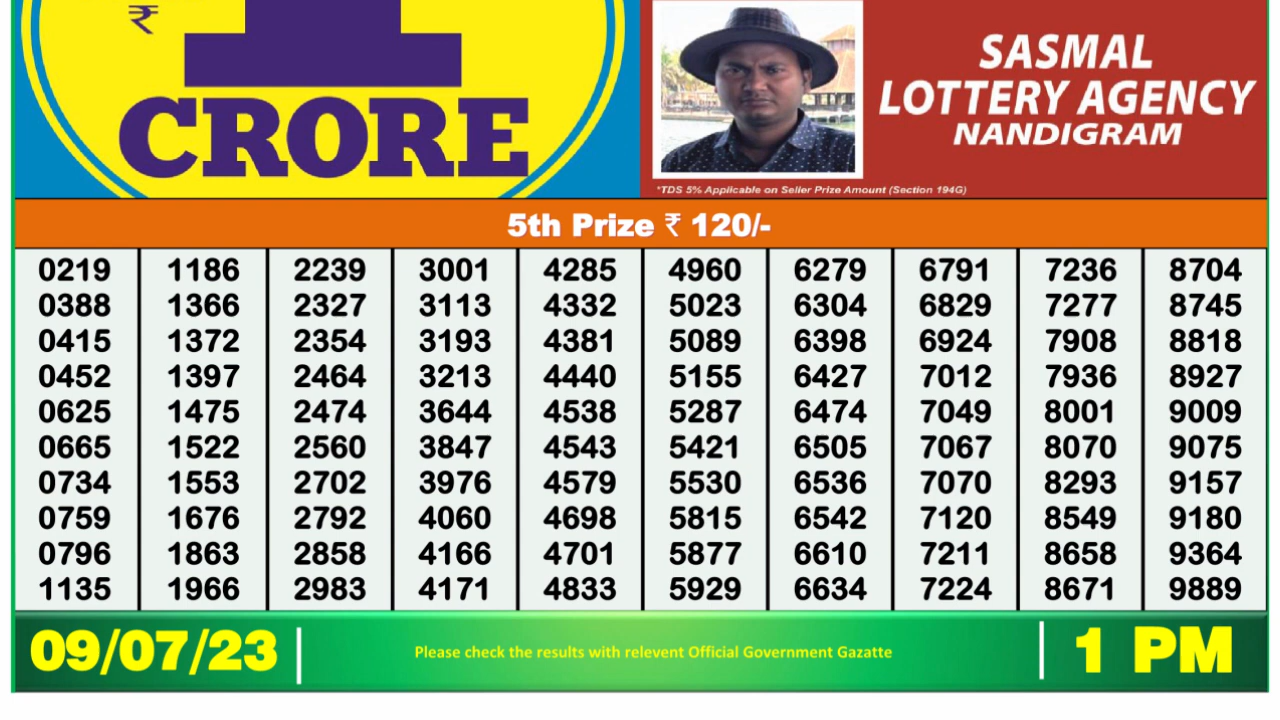 ₹ 1
CRORE
SASMAL
LOTTERY AGENCY
NANDIGRAM
*TDS 5% Applicable on Seller Prize Amount (Section 194G)
5th Prize ₹ 120/-
0219 1186 2239 3001 4285 4960 6279 6791 7236 8704
0388 1366 2327 3113 4332 5023 6304 6829 7277 8745
0415 1372 2354 3193 4381 5089 6398 6924 7908 8818
0452 1397 2464 3213 4440 5155 6427 7012 7936 8927
0625 1475 2474 3644 4538 5287 6474 7049 8001 9009
0665 1522 2560 3847 4543 5421 6505 7067 8070 9075
0734 1553 2702 3976 4579 5530 6536 7070 8293 9157
0759 1676 2792 4060 4698 5815 6542 7120 8549 9180
0796 1863 2858 4166 4701 5877 6610 7211 8658 9364
1135 1966 2983 4171 4833 5929 6634 7224 8671 9889
09/07/23
Please check the results with relevent Official Government Gazatte
1 PM